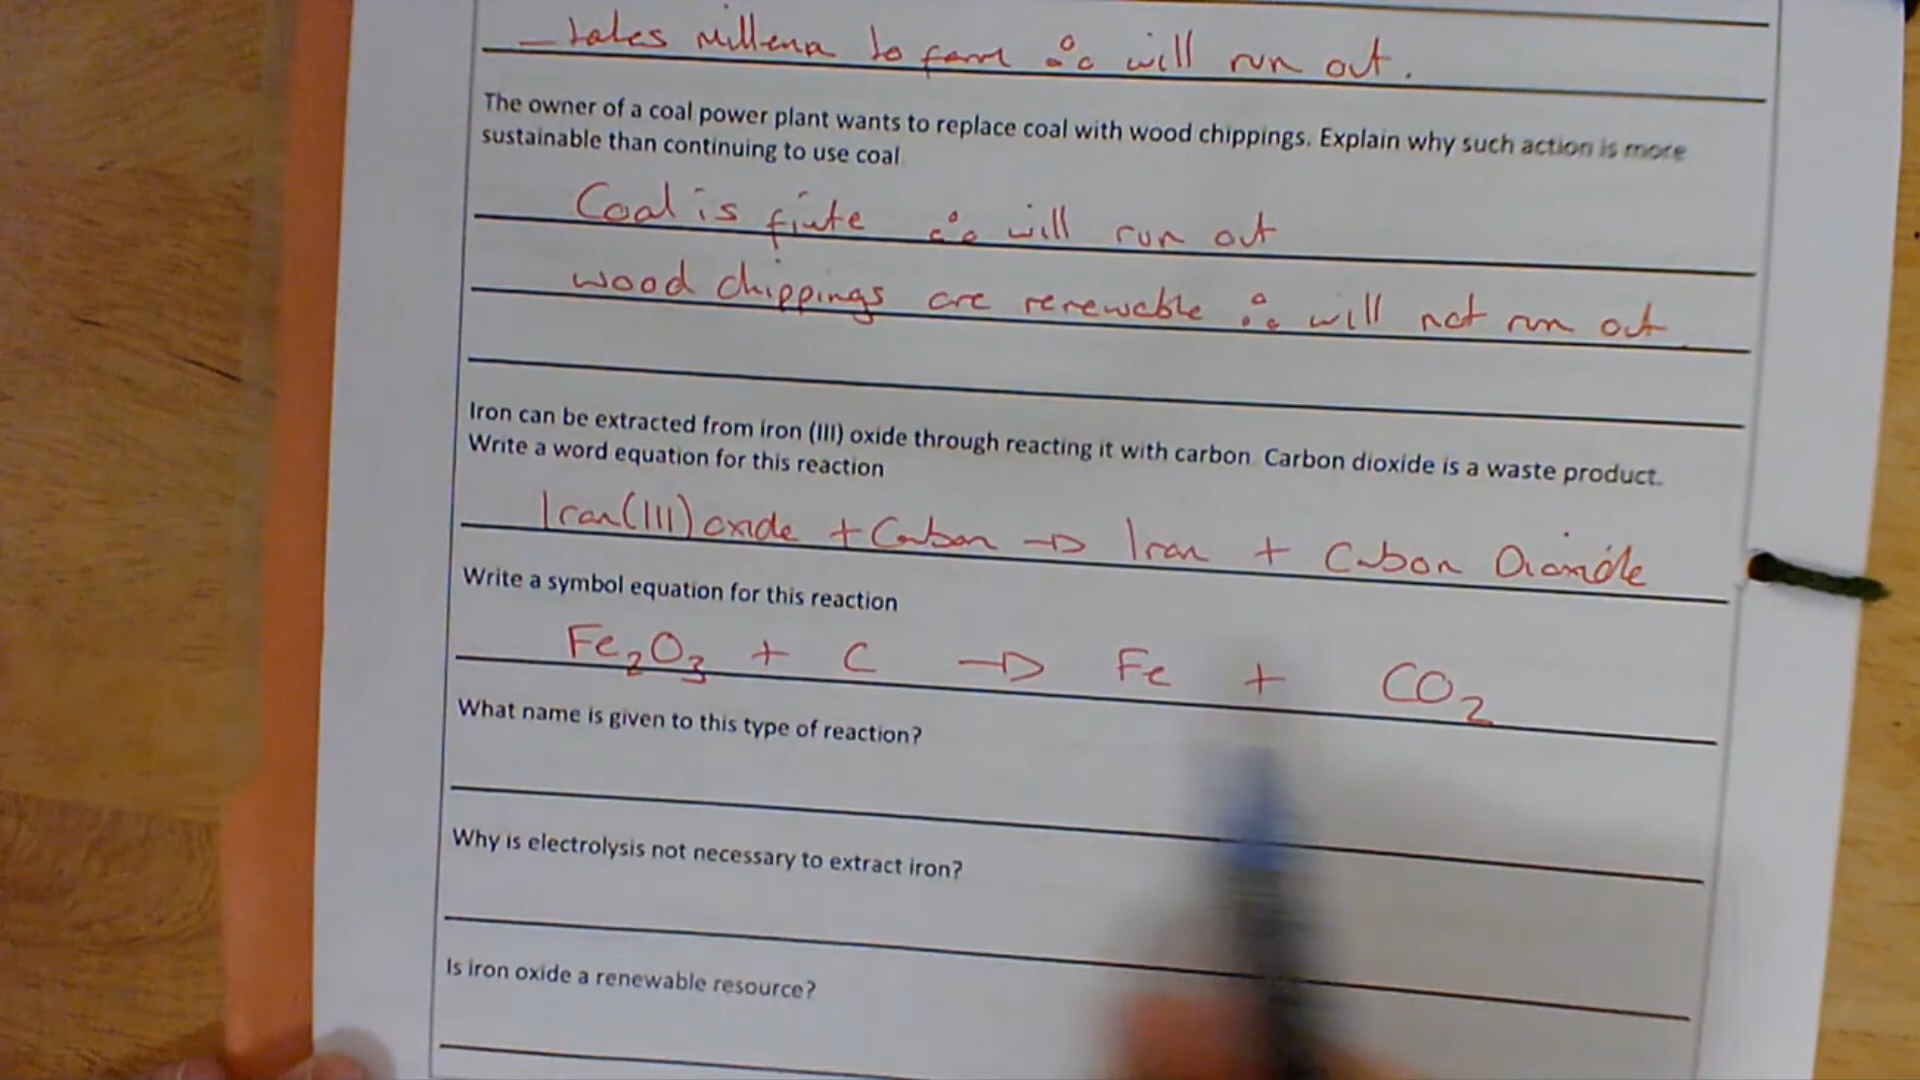 takes millena to form ∴ will run out.
The owner of a coal power plant wants to replace coal with wood chippings. Explain why such action is more
sustainable than continuing to use coal
Coal is finte ∴ will run out
wood chippings are renewable ∴ will not run out
Iron can be extracted from iron (III) oxide through reacting it with carbon. Carbon dioxide is a waste product.
Write a word equation for this reaction
Iron(III) oxide + Carbon → Iron + Carbon Dioxide
Write a symbol equation for this reaction
Fe₂O₃ + C → Fe + CO₂
What name is given to this type of reaction?
Why is electrolysis not necessary to extract iron?
Is iron oxide a renewable resource?